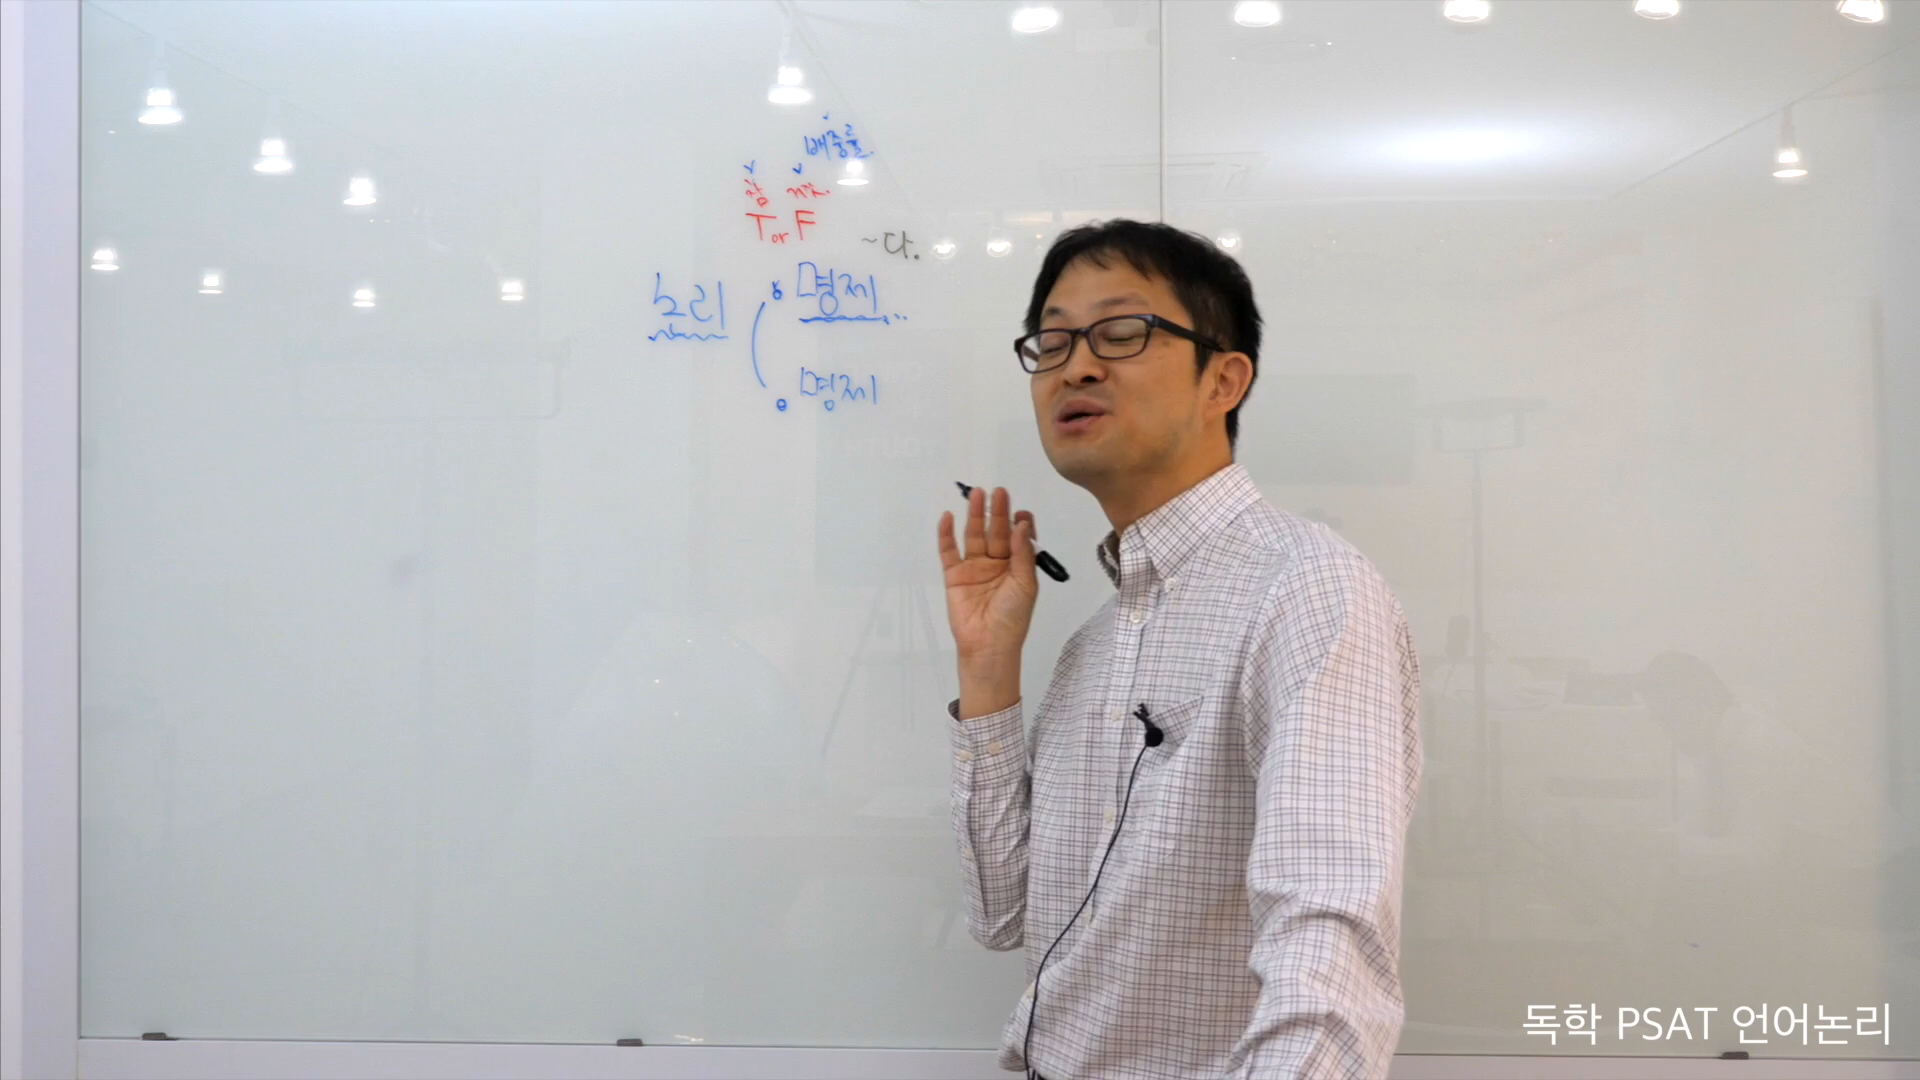 배중률.
참 거짓.
T or F
~다.
논리 명제
명제
독학 PSAT 언어논리